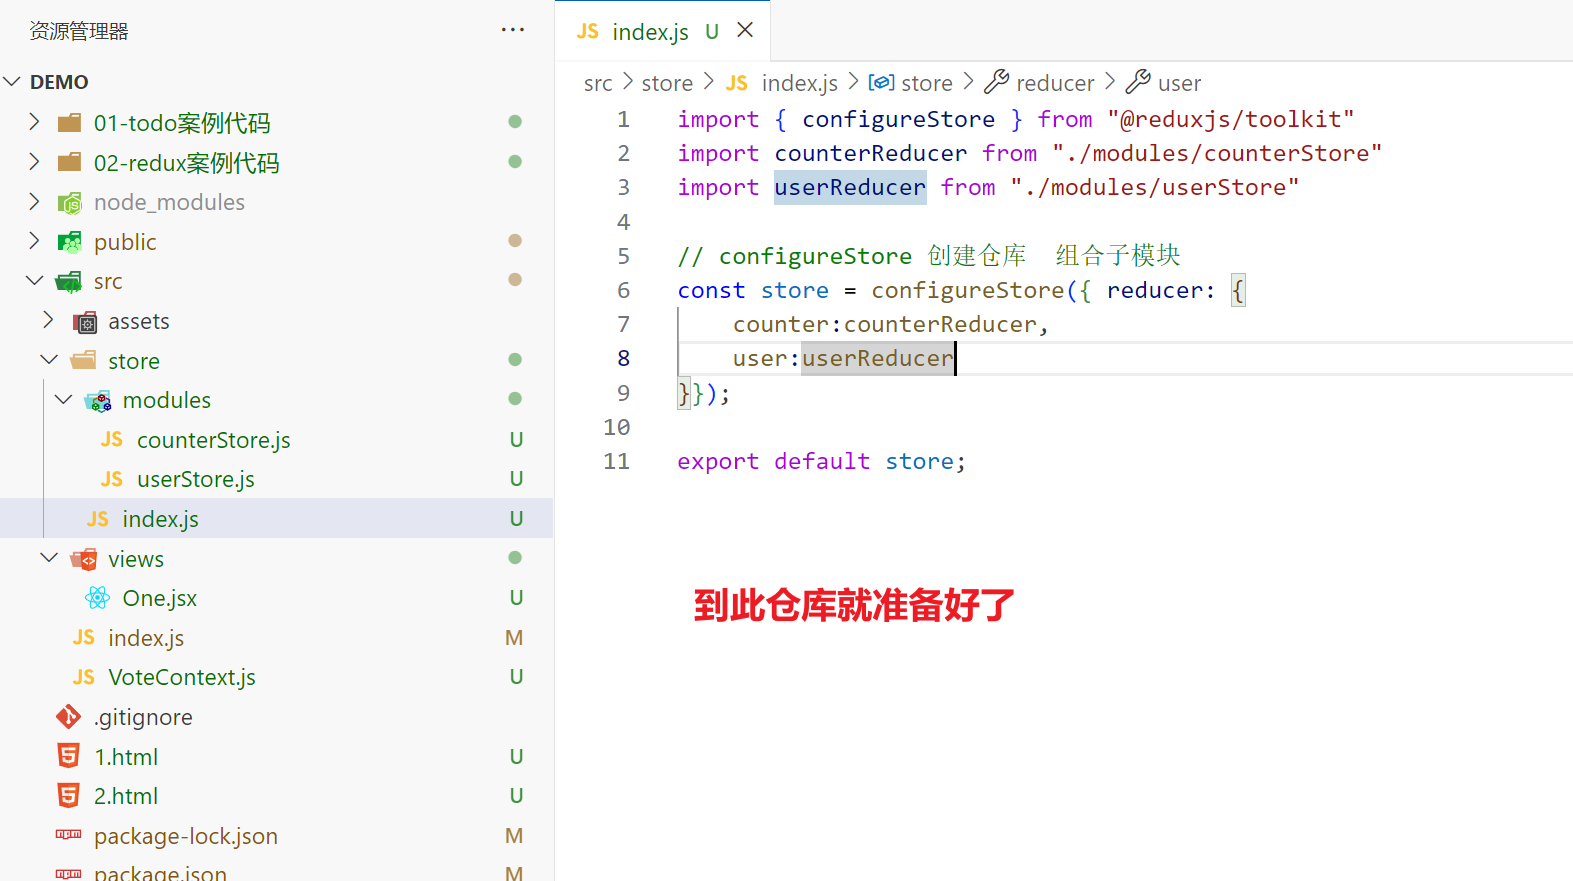 资源管理器 ···
DEMO
01-todo案例代码
02-redux案例代码
node_modules
public
src
assets
store
modules
JS counterStore.js U
JS userStore.js U
JS index.js U
views
One.jsx U
JS index.js M
JS VoteContext.js U
.gitignore
5 1.html U
5 2.html U
package-lock.json M
package.json M
JS index.js U
src > store > JS index.js > store > reducer > user
1 import { configureStore } from "@reduxjs/toolkit"
2 import counterReducer from "./modules/counterStore"
3 import userReducer from "./modules/userStore"
4
5 // configureStore 创建仓库 组合子模块
6 const store = configureStore({ reducer: {
7 counter:counterReducer,
8 user:userReducer
9 }});
10
11 export default store;
到此仓库就准备好了